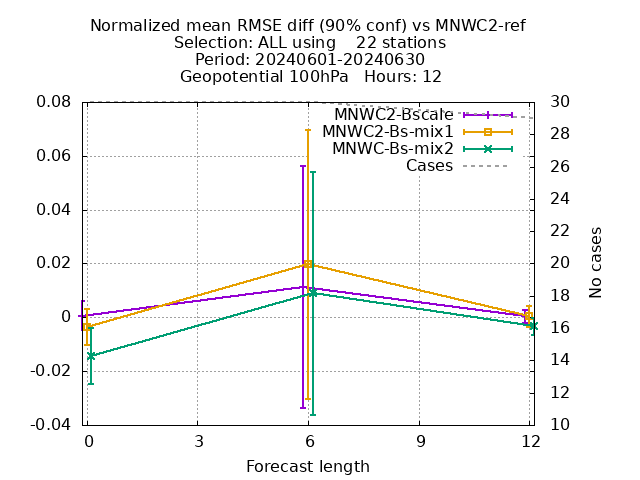 Normalized mean RMSE diff (90% conf) vs MNWC2-ref
Selection: ALL using    22 stations
Period: 20240601-20240630
Geopotential 100hPa   Hours: 12
MNWC2-Bscale
MNWC2-Bs-mix1
MNWC-Bs-mix2
Cases
0.08
0.06
0.04
0.02
0
-0.02
-0.04
30
28
26
24
22
20
18
16
14
12
10
No cases
0 3 6 9 12
Forecast length